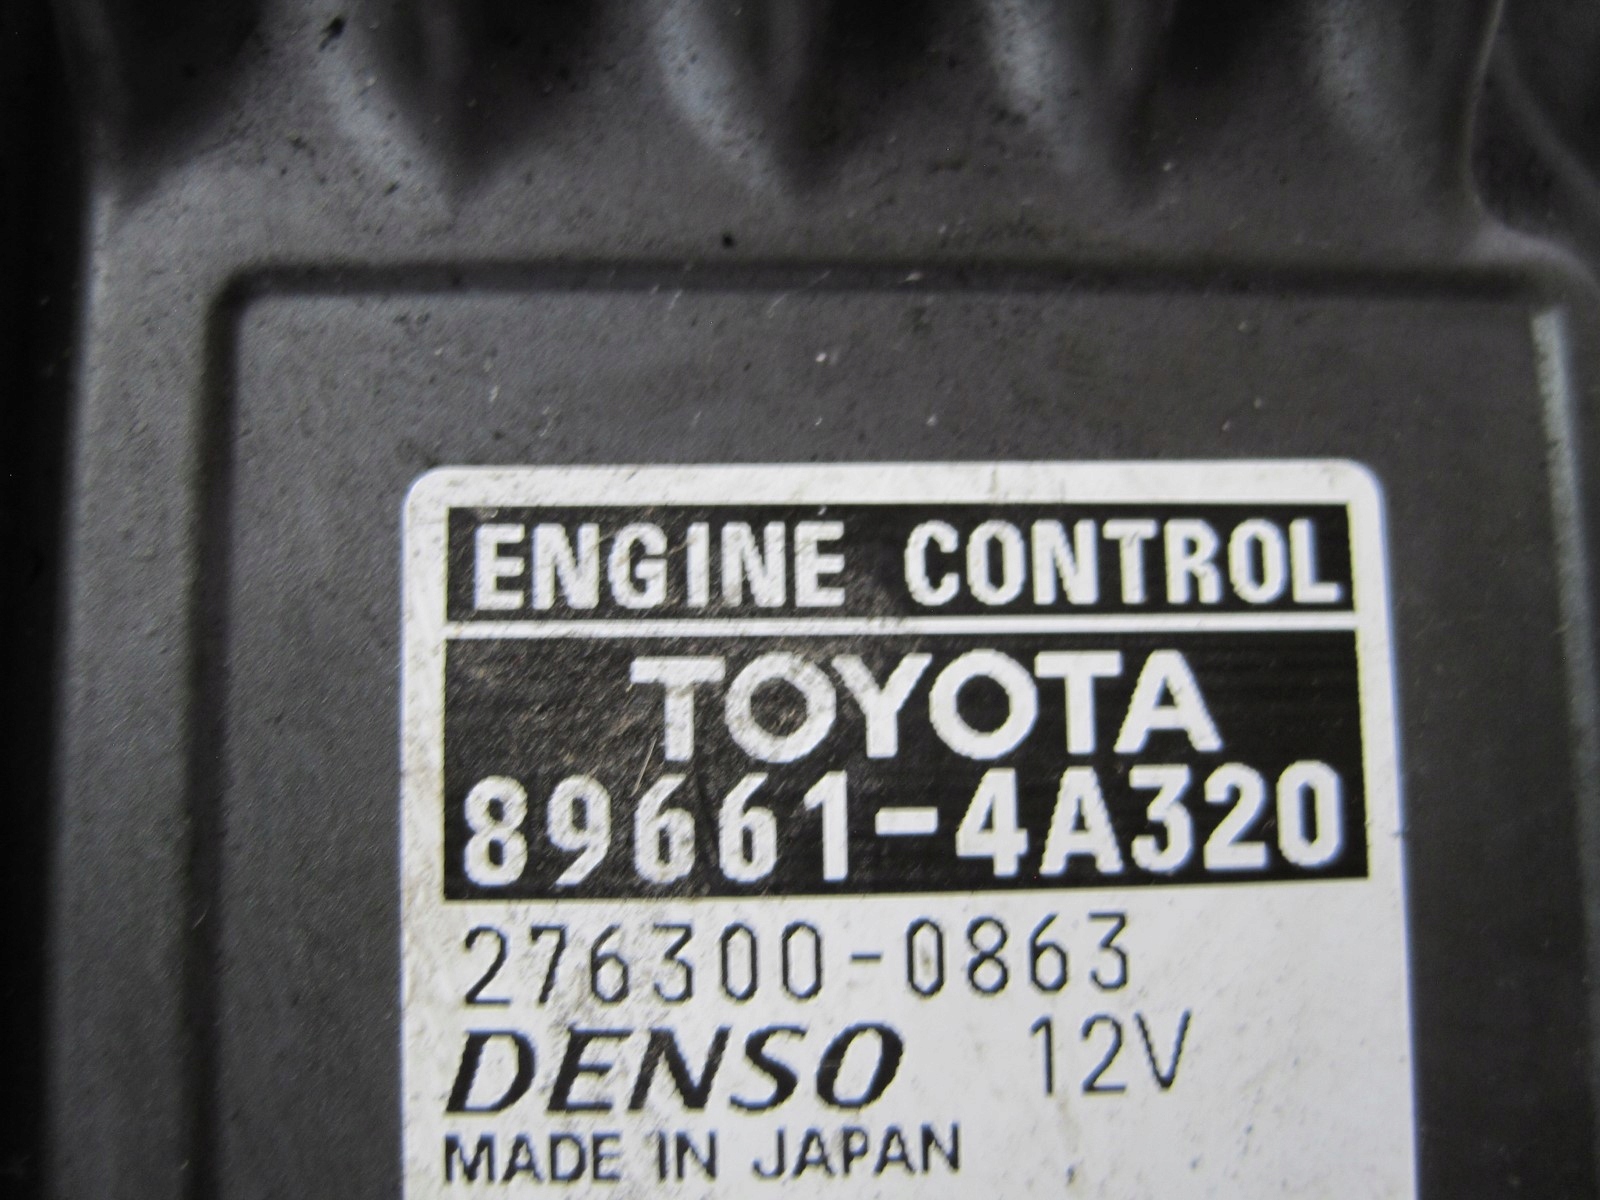 ENGINE CONTROL
TOYOTA
89661-4A320
276300-0863
DENSO 12V
MADE IN JAPAN